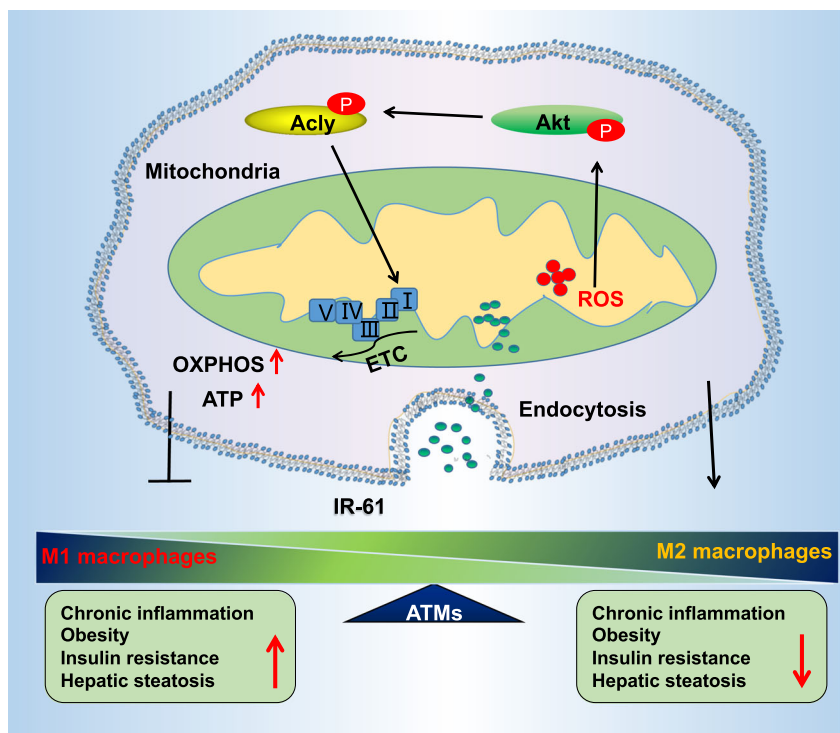 P
Acly
Akt
P
Mitochondria
ROS
I
II
III
IV
V
ETC
OXPHOS
ATP
Endocytosis
IR-61
M1 macrophages
M2 macrophages
ATMs
Chronic inflammation
Obesity
Insulin resistance
Hepatic steatosis
Chronic inflammation
Obesity
Insulin resistance
Hepatic steatosis